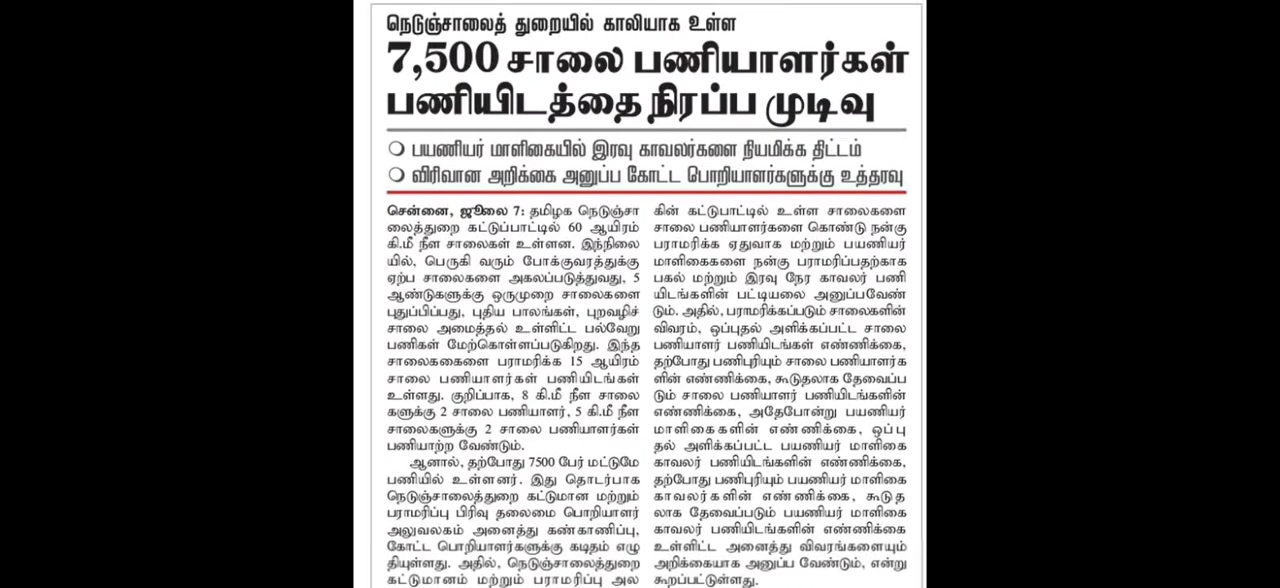 நெடுஞ்சாலைத் துறையில் காலியாக உள்ள
7,500 சாலை பணியாளர்கள்
பணியிடத்தை நிரப்ப முடிவு
பயணியர் மாளிகையில் இரவு காவலர்களை நியமிக்க திட்டம்
விரிவான அறிக்கை அனுப்ப கோட்ட பொறியாளர்களுக்கு உத்தரவு
சென்னை, ஜூலை 7: தமிழக நெடுஞ்சா
லைத்துறை கட்டுப்பாட்டில் 60 ஆயிரம்
கி.மீ நீள சாலைகள் உள்ளன. இந்நிலை
யில், பெருகி வரும் போக்குவரத்துக்கு
ஏற்ப சாலைகளை அகலப்படுத்துவது, 5
ஆண்டுகளுக்கு ஒருமுறை சாலைகளை
புதுப்பிப்பது, புதிய பாலங்கள், புறவழிச்
சாலை அமைத்தல் உள்ளிட்ட பல்வேறு
பணிகள் மேற்கொள்ளப்படுகிறது. இந்த
சாலைககைளை பராமரிக்க 15 ஆயிரம்
சாலை பணியாளர்கள் பணியிடங்கள்
உள்ளது. குறிப்பாக, 8 கி.மீ நீள சாலை
களுக்கு 2 சாலை பணியாளர், 5 கி.மீ நீள
சாலைகளுக்கு 2 சாலை பணியாளர்கள்
பணியாற்ற வேண்டும்.
ஆனால், தற்போது 7500 பேர் மட்டுமே
பணியில் உள்ளனர். இது தொடர்பாக
நெடுஞ்சாலைத்துறை கட்டுமான மற்றும்
பராமரிப்பு பிரிவு தலைமை பொறியாளர்
அலுவலகம் அனைத்து கண்காணிப்பு,
கோட்ட பொறியாளர்களுக்கு கடிதம் எழு
தியுள்ளது. அதில், நெடுஞ்சாலைத்துறை
கட்டுமானம் மற்றும் பராமரிப்பு அல
கின் கட்டுபாட்டில் உள்ள சாலைகளை
சாலை பணியாளர்களை கொண்டு நன்கு
பராமரிக்க ஏதுவாக மற்றும் பயணியர்
மாளிகைகளை நன்கு பராமரிப்பதற்காக
பகல் மற்றும் இரவு நேர காவலர் பணி
யிடங்களின் பட்டியலை அனுப்பவேண்
டும். அதில், பராமரிக்கப்படும் சாலைகளின்
விவரம், ஒப்புதல் அளிக்கப்பட்ட சாலை
பணியாளர் பணியிடங்கள் எண்ணிக்கை,
தற்போது பணிபுரியும் சாலை பணியாளர்க
ளின் எண்ணிக்கை, கூடுதலாக தேவைப்ப
டும் சாலை பணியாளர் பணியிடங்களின்
எண்ணிக்கை, அதேபோன்று பயணியர்
மாளிகைகளின் எண்ணிக்கை, ஒப்பு
தல் அளிக்கப்பட்ட பயணியர் மாளிகை
காவலர் பணியிடங்களின் எண்ணிக்கை,
தற்போது பணிபுரியும் பயணியர் மாளிகை
காவலர்களின் எண்ணிக்கை, கூடுத
லாக தேவைப்படும் பயணியர் மாளிகை
காவலர் பணியிடங்களின் எண்ணிக்கை
உள்ளிட்ட அனைத்து விவரங்களையும்
அறிக்கையாக அனுப்ப வேண்டும், என்று
கூறப்பட்டுள்ளது.